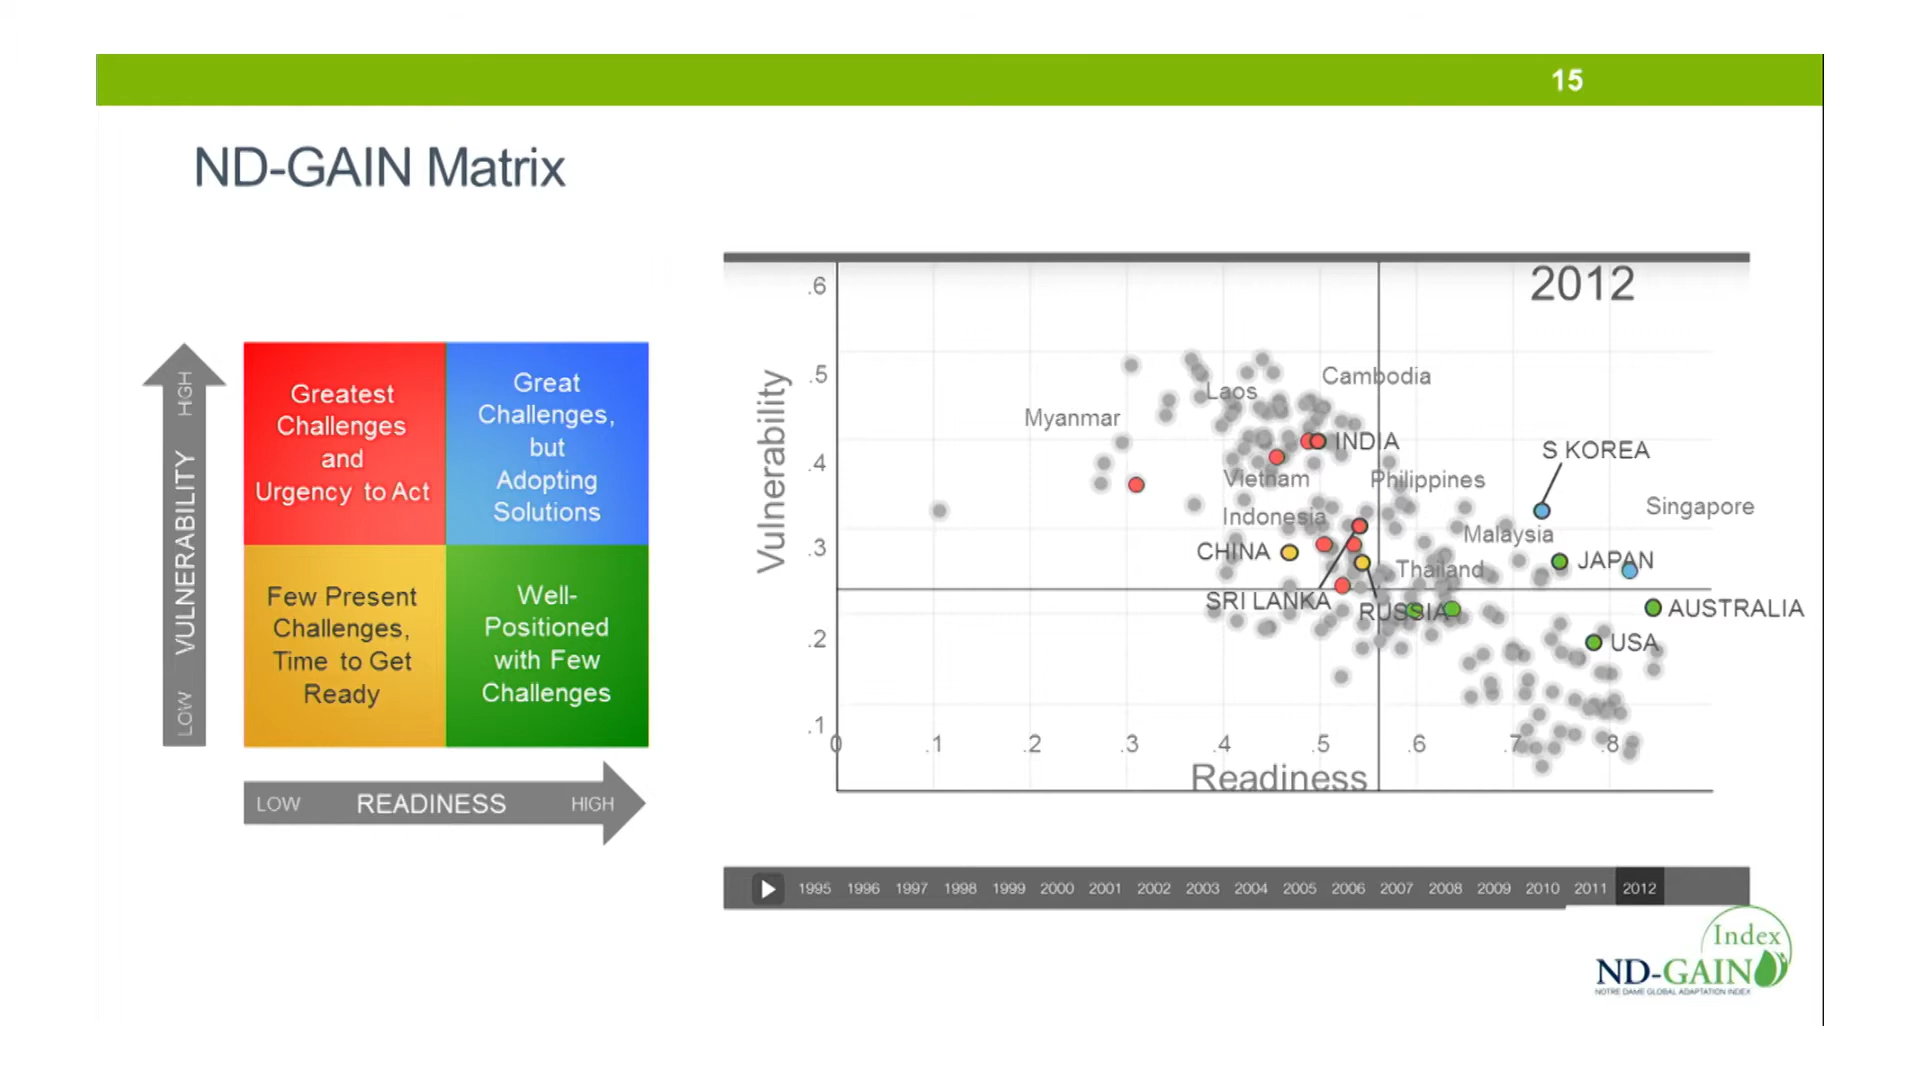 15
ND-GAIN Matrix
HIGH
VULNERABILITY
LOW
Greatest
Challenges
and
Urgency to Act
Great
Challenges,
but
Adopting
Solutions
Few Present
Challenges,
Time to Get
Ready
Well-
Positioned
with Few
Challenges
LOW READINESS HIGH
2012
Vulnerability
.6
.5
.4
.3
.2
.1
0 .1 .2 .3 .4 .5 .6 .7 .8
Readiness
Cambodia
Laos
Myanmar
INDIA
S KOREA
Vietnam
Philippines
Singapore
Indonesia
Malaysia
CHINA
JAPAN
Thailand
SRI LANKA
RUSSIA
AUSTRALIA
USA
1995 1996 1997 1998 1999 2000 2001 2002 2003 2004 2005 2006 2007 2008 2009 2010 2011 2012
Index
ND-GAIN
NOTRE DAME GLOBAL ADAPTATION INDEX